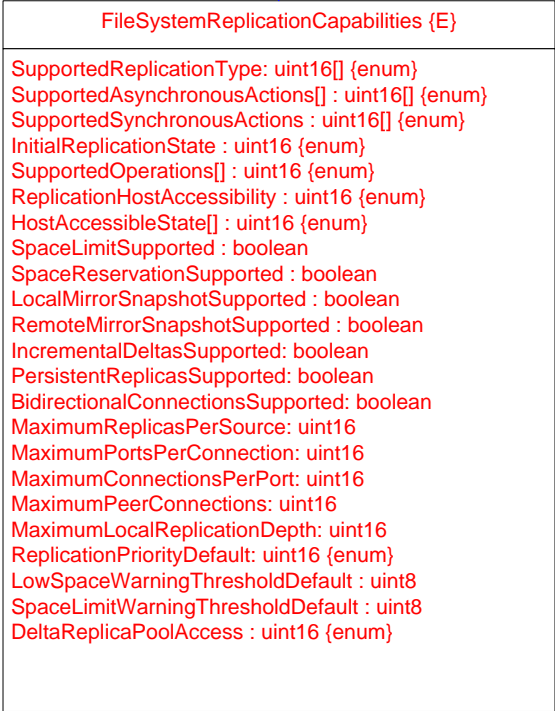 FileSystemReplicationCapabilities {E}
SupportedReplicationType: uint16[] {enum}
SupportedAsynchronousActions[] : uint16[] {enum}
SupportedSynchronousActions : uint16[] {enum}
InitialReplicationState : uint16 {enum}
SupportedOperations[] : uint16 {enum}
ReplicationHostAccessibility : uint16 {enum}
HostAccessibleState[] : uint16 {enum}
SpaceLimitSupported : boolean
SpaceReservationSupported : boolean
LocalMirrorSnapshotSupported : boolean
RemoteMirrorSnapshotSupported : boolean
IncrementalDeltasSupported: boolean
PersistentReplicasSupported: boolean
BidirectionalConnectionsSupported: boolean
MaximumReplicasPerSource: uint16
MaximumPortsPerConnection: uint16
MaximumConnectionsPerPort: uint16
MaximumPeerConnections: uint16
MaximumLocalReplicationDepth: uint16
ReplicationPriorityDefault: uint16 {enum}
LowSpaceWarningThresholdDefault : uint8
SpaceLimitWarningThresholdDefault : uint8
DeltaReplicaPoolAccess : uint16 {enum}